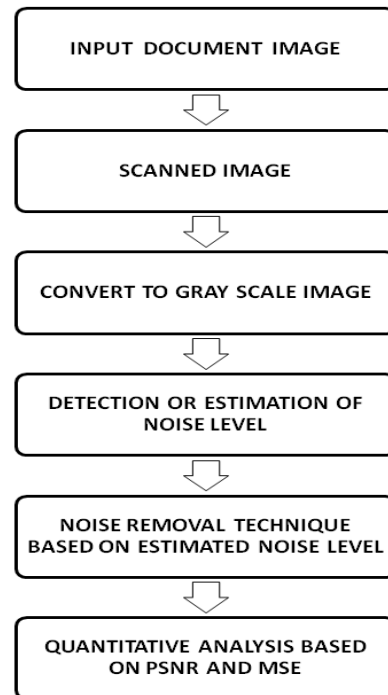 INPUT DOCUMENT IMAGE
SCANNED IMAGE
CONVERT TO GRAY SCALE IMAGE
DETECTION OR ESTIMATION OF
NOISE LEVEL
NOISE REMOVAL TECHNIQUE
BASED ON ESTIMATED NOISE LEVEL
QUANTITATIVE ANALYSIS BASED
ON PSNR AND MSE